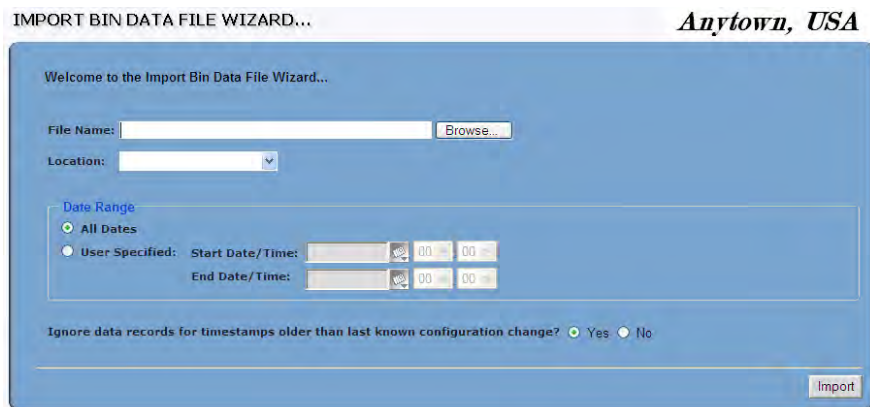 IMPORT BIN DATA FILE WIZARD...
Anytown, USA
Welcome to the Import Bin Data File Wizard...
File Name:
Browse...
Location:
Date Range
All Dates
User Specified: Start Date/Time: 00 : 00
End Date/Time: 00 : 00
Ignore data records for timestamps older than last known configuration change? Yes No
Import